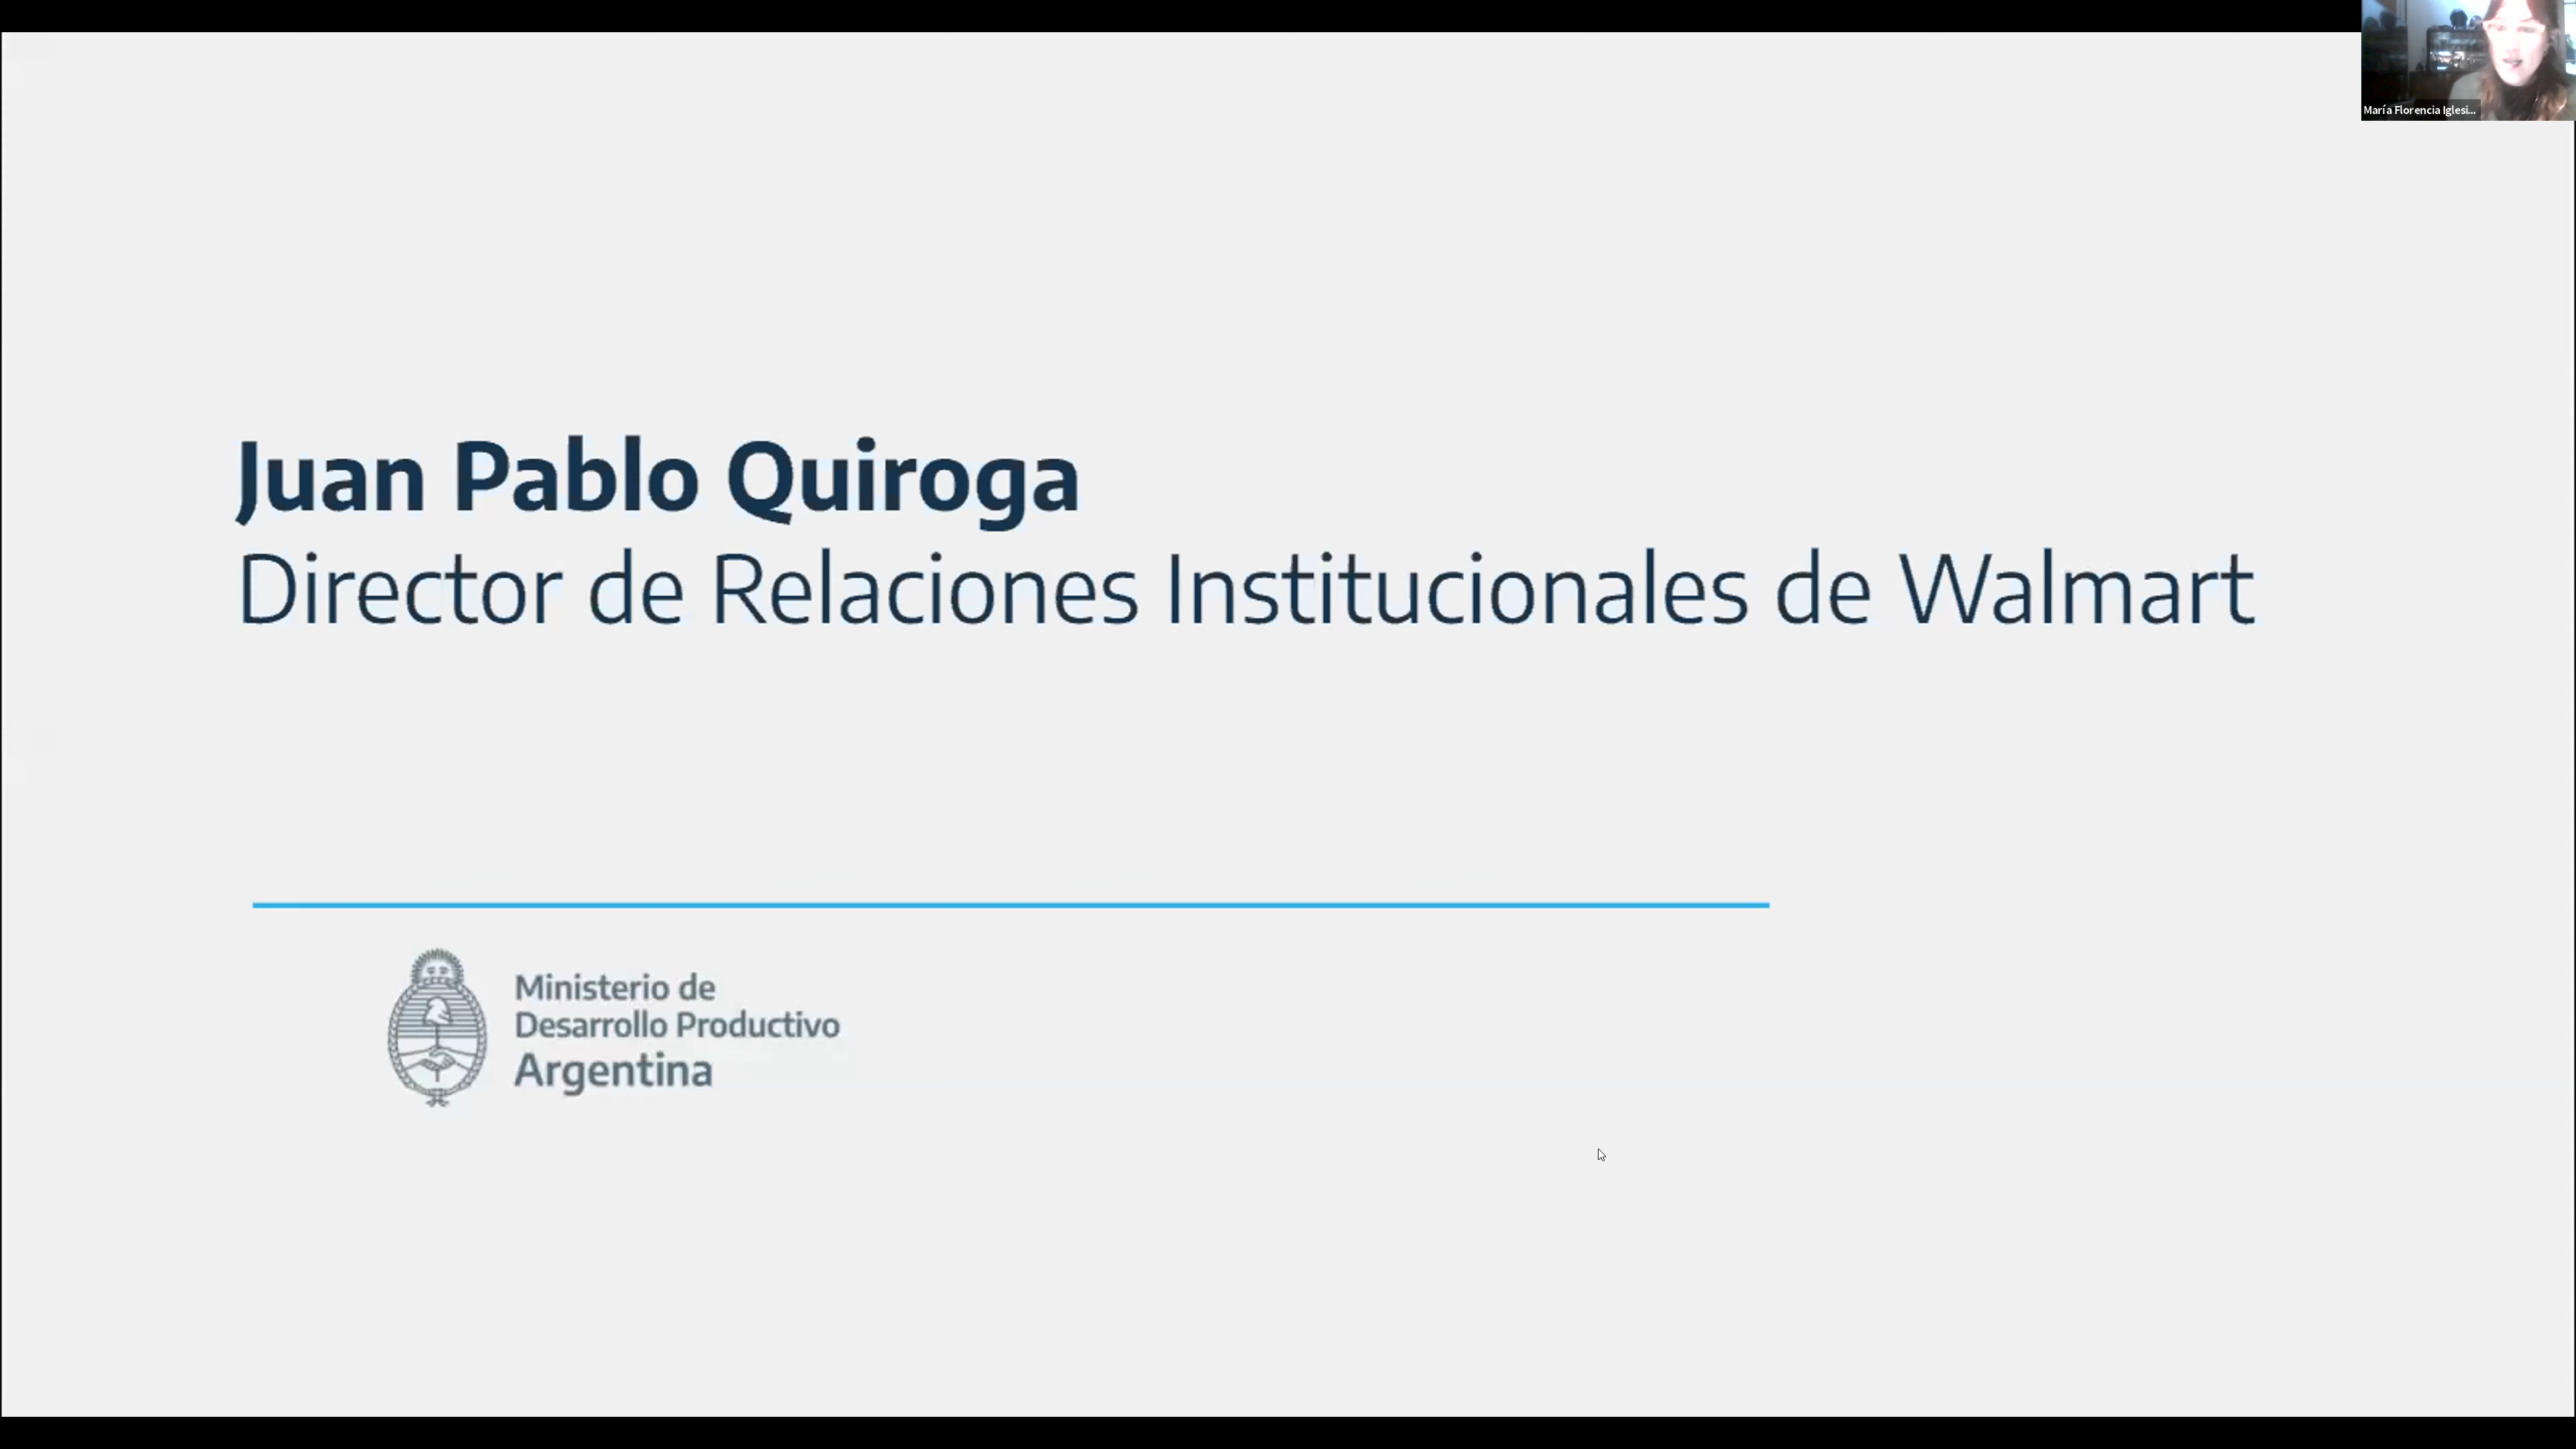 María Florencia Iglesi...
Juan Pablo Quiroga
Director de Relaciones Institucionales de Walmart
Ministerio de
Desarrollo Productivo
Argentina